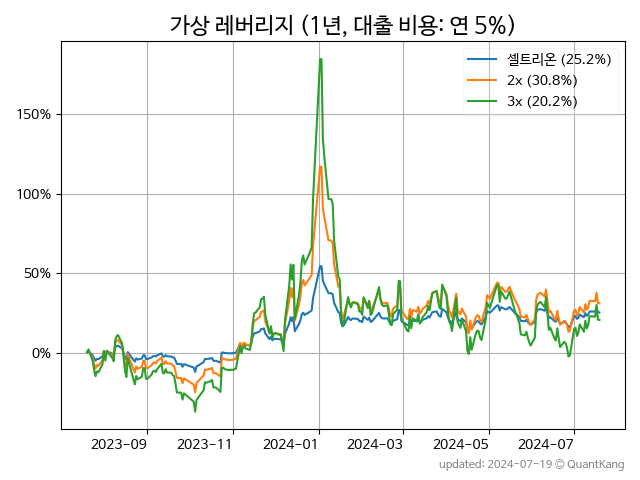 가상 레버리지 (1년, 대출 비용: 연 5%)
셀트리온 (25.2%)
2x (30.8%)
3x (20.2%)
150%
100%
50%
0%
2023-09 2023-11 2024-01 2024-03 2024-05 2024-07
updated: 2024-07-19 © QuantKang